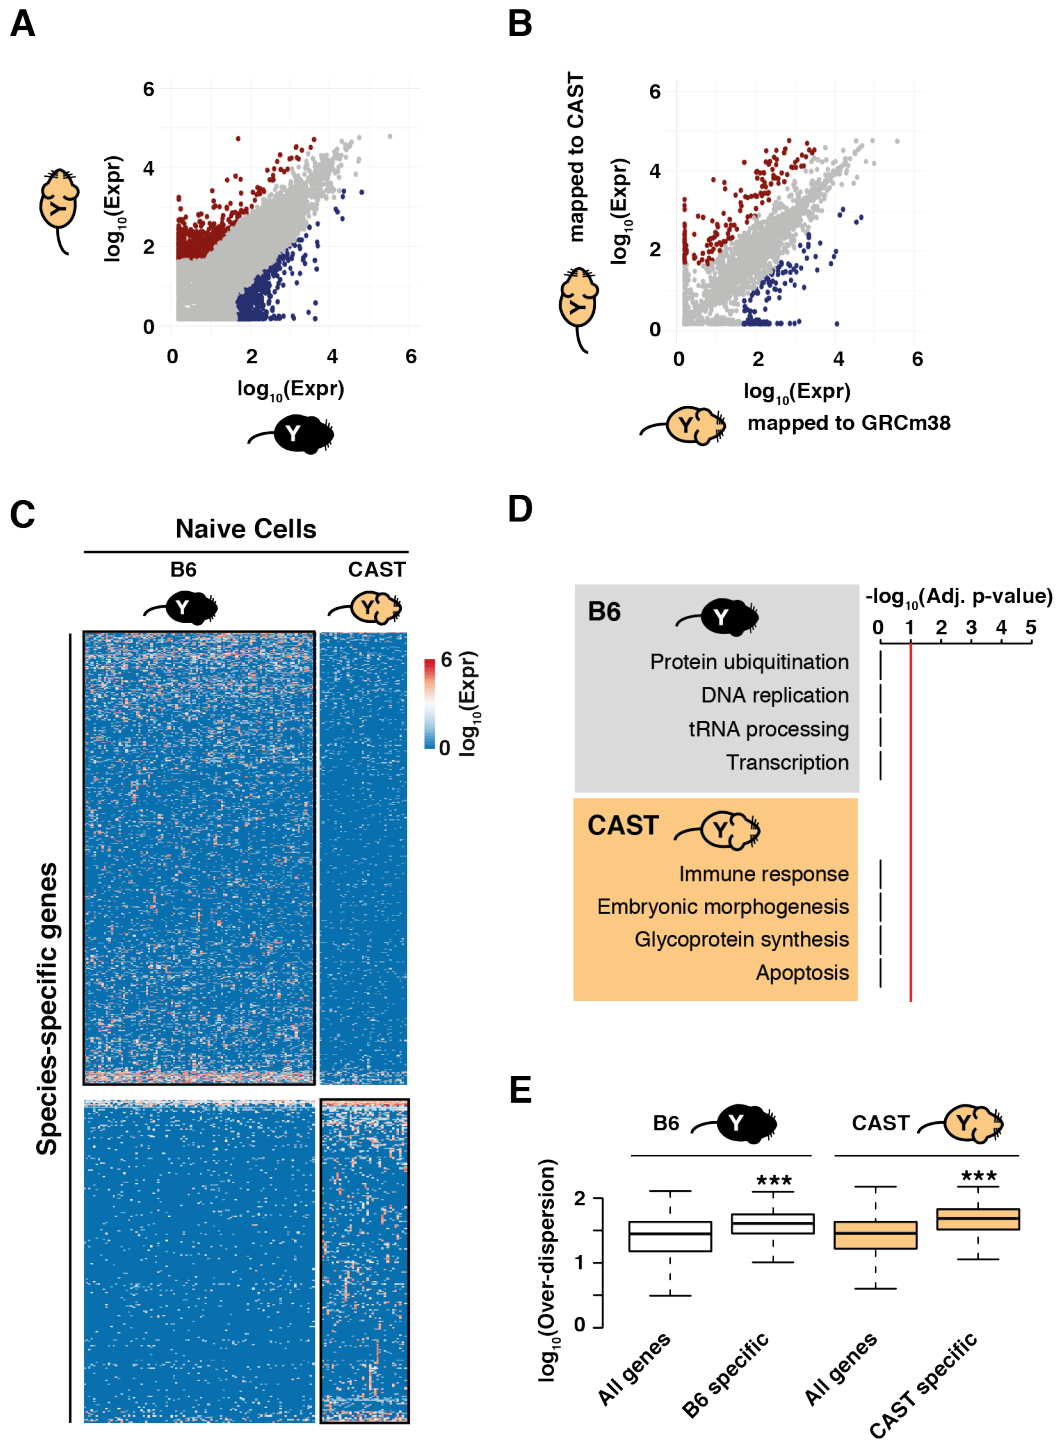 A
B
6
4
2
0
log10(Expr)
0 2 4 6
log10(Expr)
Y
Y
mapped to CAST
log10(Expr)
6
4
2
0
0 2 4 6
log10(Expr)
mapped to GRCm38
Y
Y
C
Naive Cells
B6
CAST
Y
Y
Species-specific genes
6
0
log10(Expr)
D
B6
Y
-log10(Adj. p-value)
0 1 2 3 4 5
Protein ubiquitination
DNA replication
tRNA processing
Transcription
CAST
Y
Immune response
Embryonic morphogenesis
Glycoprotein synthesis
Apoptosis
E
B6
Y
CAST
Y
log10(Over-dispersion)
2
1
0
***
***
All genes
B6 specific
All genes
CAST specific